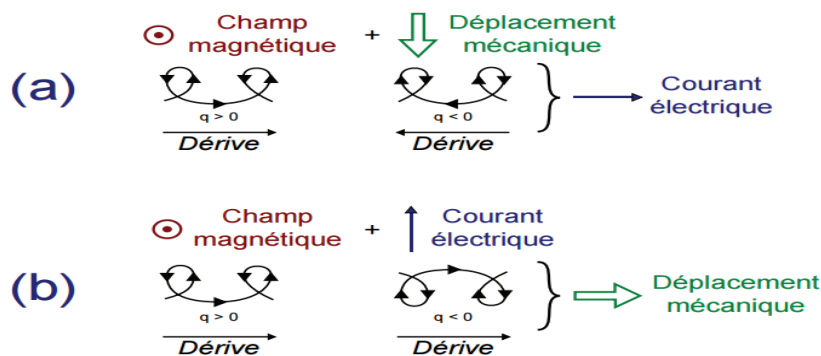 Champ
magnétique
+
Déplacement
mécanique
(a)
q > 0
Dérive
q < 0
Dérive
Courant
électrique
(b)
Champ
magnétique
+
Courant
électrique
q > 0
Dérive
q < 0
Dérive
Déplacement
mécanique